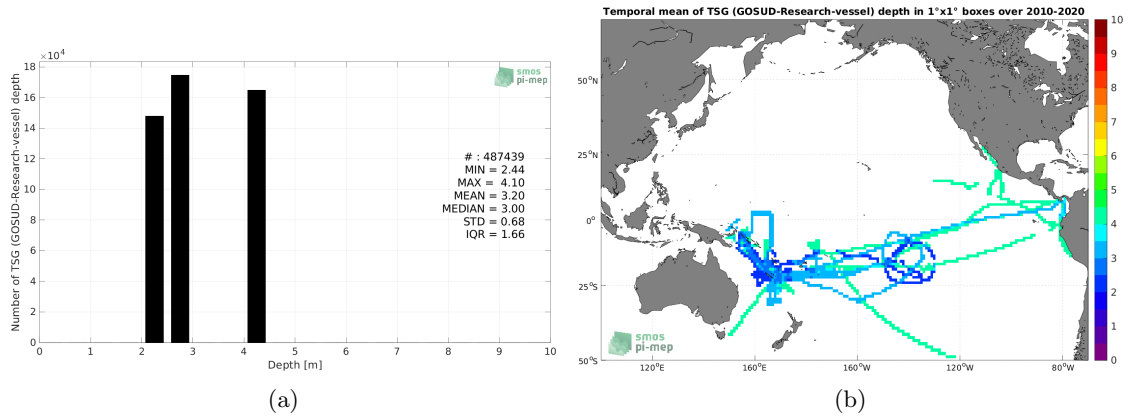 ×10⁴
18
16
14
12
10
8
6
4
2
0
Number of TSG (GOSUD-Research-vessel) depth
smos
pi-mep
# : 487439
MIN = 2.44
MAX = 4.10
MEAN = 3.20
MEDIAN = 3.00
STD = 0.68
IQR = 1.66
0 1 2 3 4 5 6 7 8 9 10
Depth [m]
(a)
Temporal mean of TSG (GOSUD-Research-vessel) depth in 1°x1° boxes over 2010-2020
50°N
25°N
0°
25°S
50°S
120°E 160°E 160°W 120°W 80°W
smos
pi-mep
10
9
8
7
6
5
4
3
2
1
0
(b)